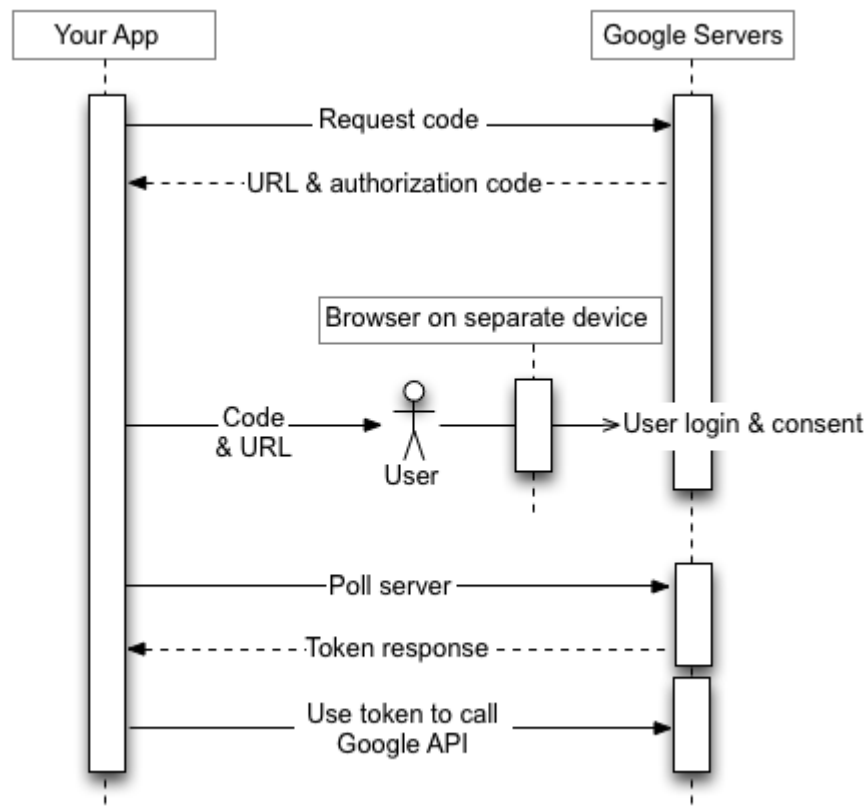 Your App
Google Servers
Request code
URL & authorization code
Browser on separate device
Code
& URL
User login & consent
User
Poll server
Token response
Use token to call
Google API